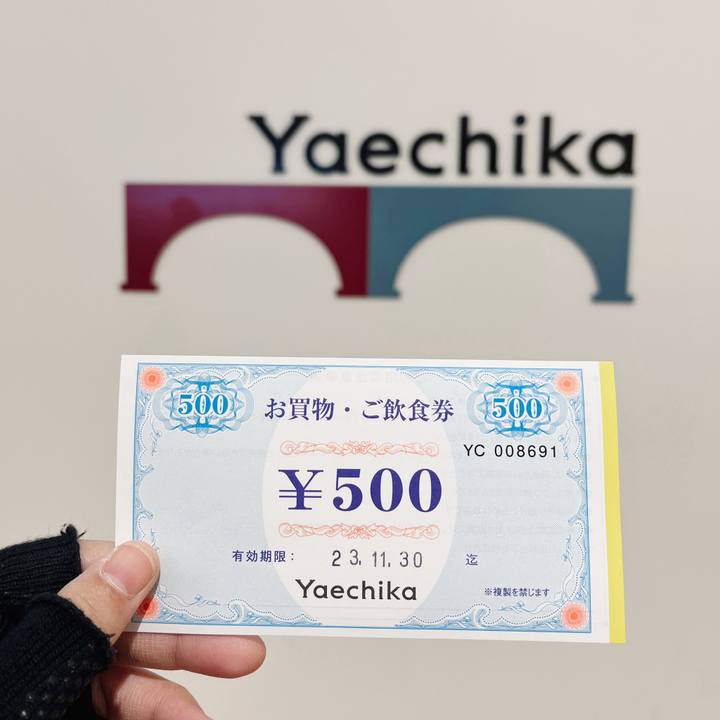 Yaechika
500
お買物・ご飲食券
500
YC 008691
¥500
有効期限： 23.11.30 迄
Yaechika
※複製を禁じます